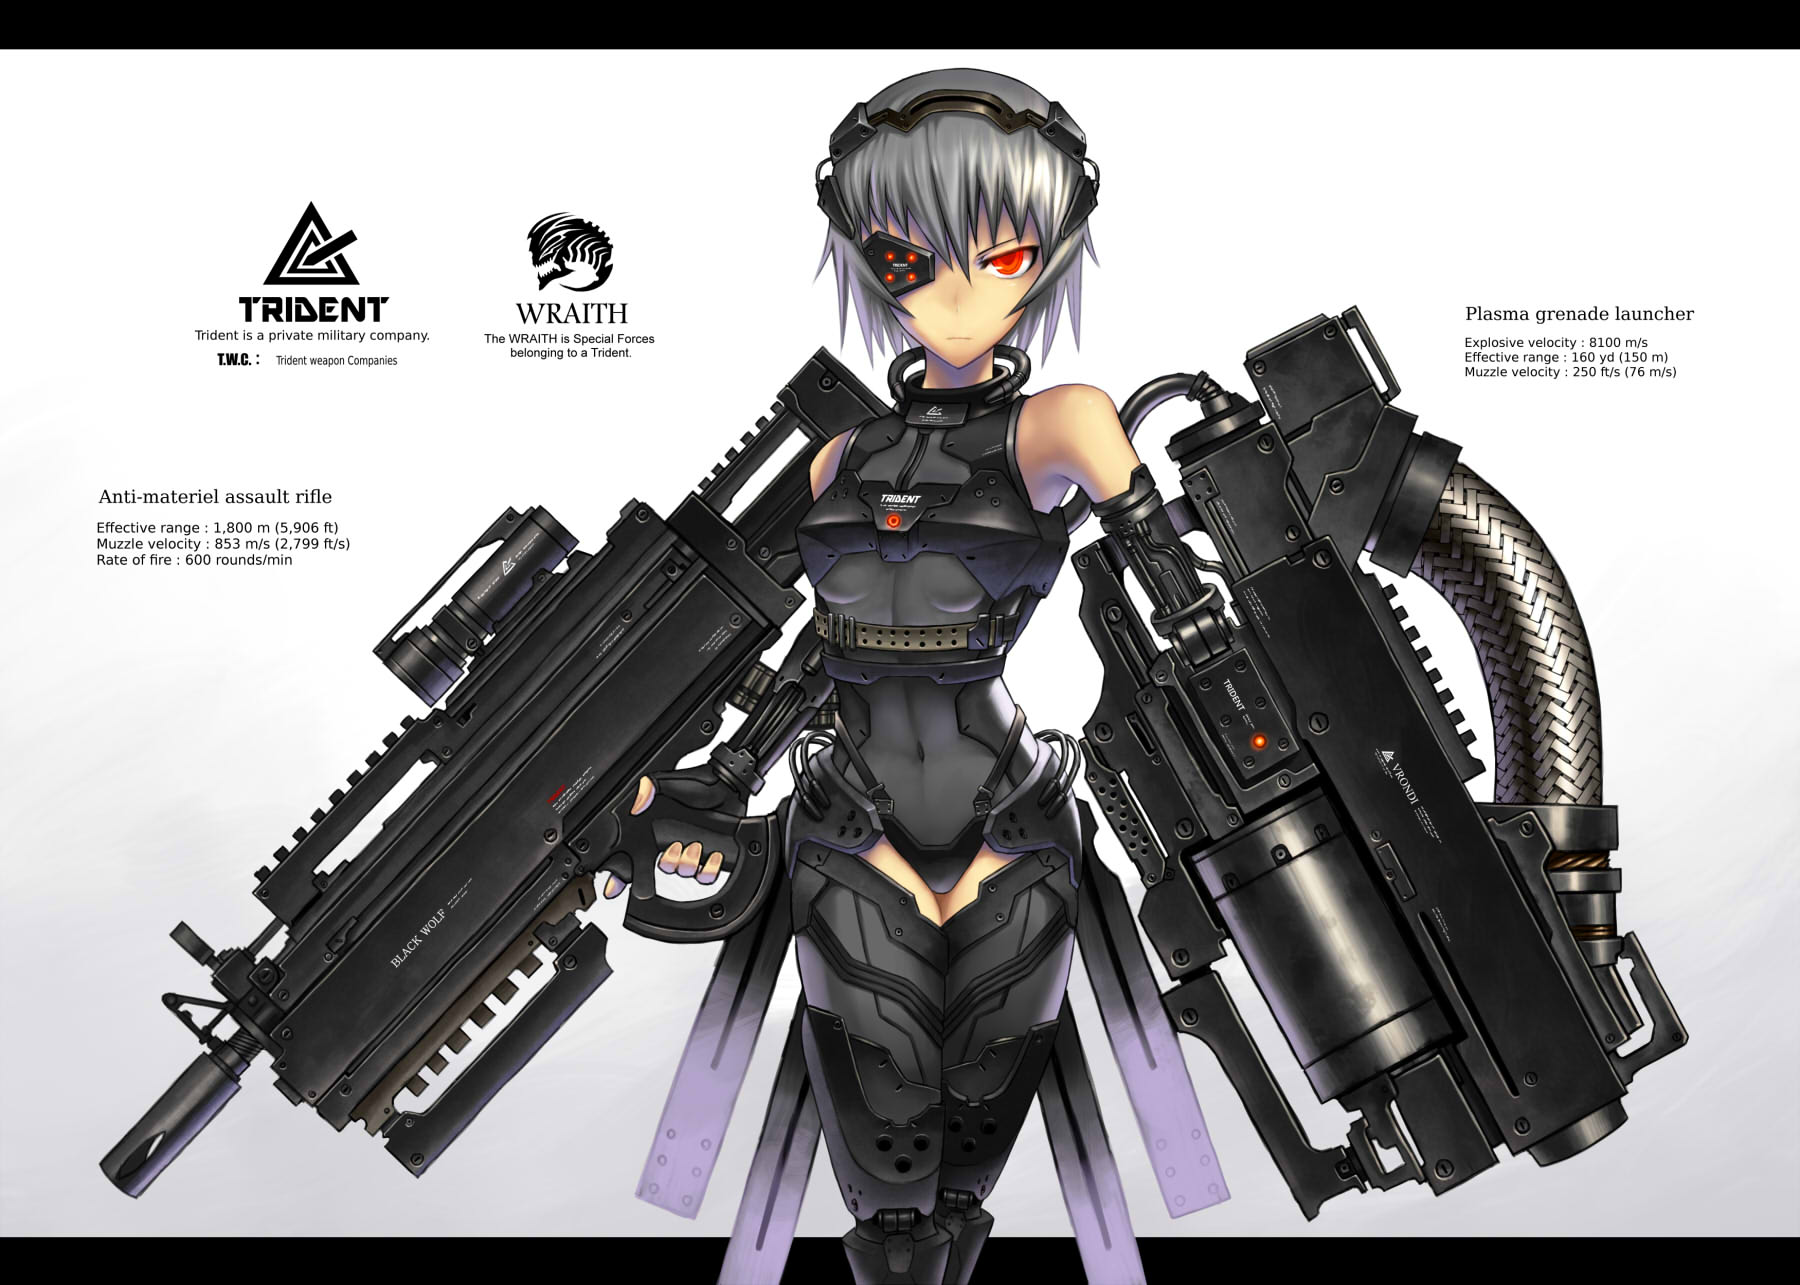 TRIDENT
Trident is a private military company.
T.W.C. : Trident weapon Companies
WRAITH
The WRAITH is Special Forces
belonging to a Trident.
Plasma grenade launcher
Explosive velocity : 8100 m/s
Effective range : 160 yd (150 m)
Muzzle velocity : 250 ft/s (76 m/s)
Anti-materiel assault rifle
Effective range : 1,800 m (5,906 ft)
Muzzle velocity : 853 m/s (2,799 ft/s)
Rate of fire : 600 rounds/min
TRIDENT
TRIDENT
TRIDENT
VRONDI
BLACK WOLF